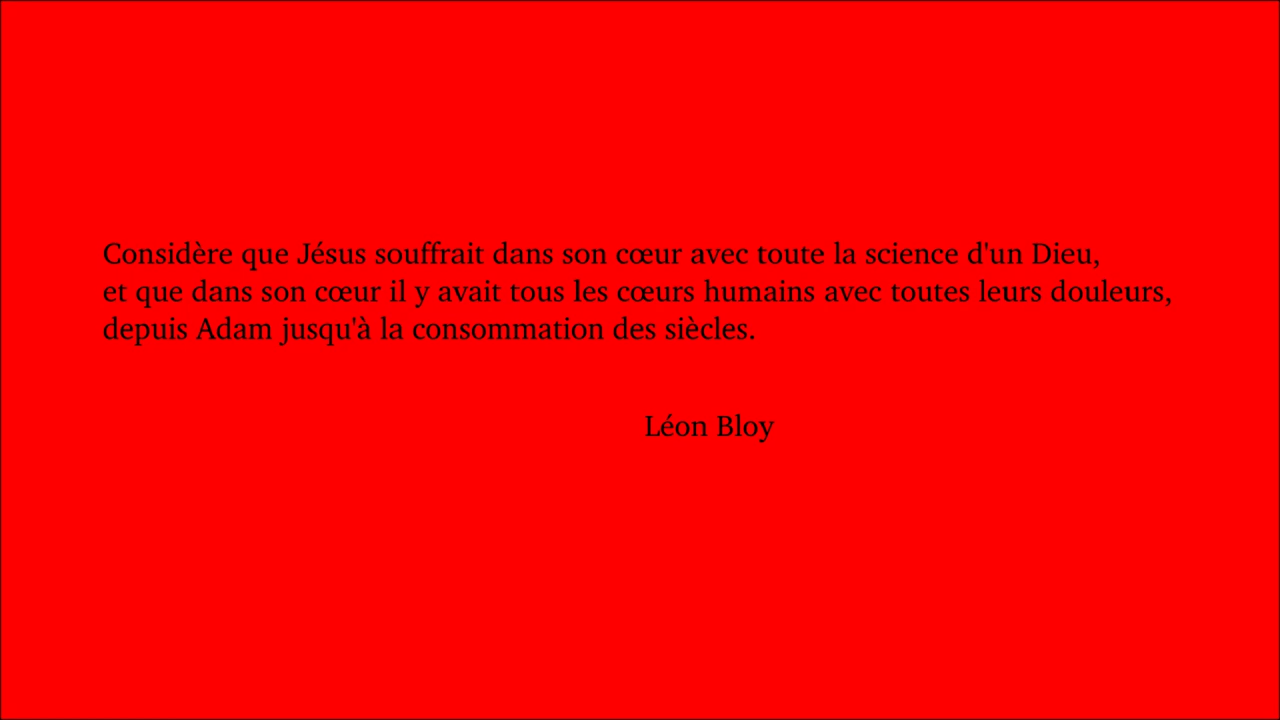 Considère que Jésus souffrait dans son cœur avec toute la science d'un Dieu,
et que dans son cœur il y avait tous les cœurs humains avec toutes leurs douleurs,
depuis Adam jusqu'à la consommation des siècles.
Léon Bloy